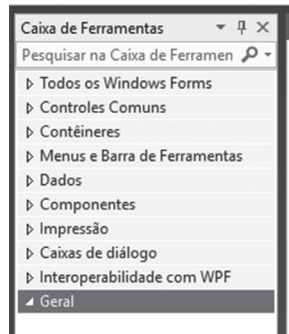 Caixa de Ferramentas
Pesquisar na Caixa de Ferramen
Todos os Windows Forms
Controles Comuns
Contêineres
Menus e Barra de Ferramentas
Dados
Componentes
Impressão
Caixas de diálogo
Interoperabilidade com WPF
Geral